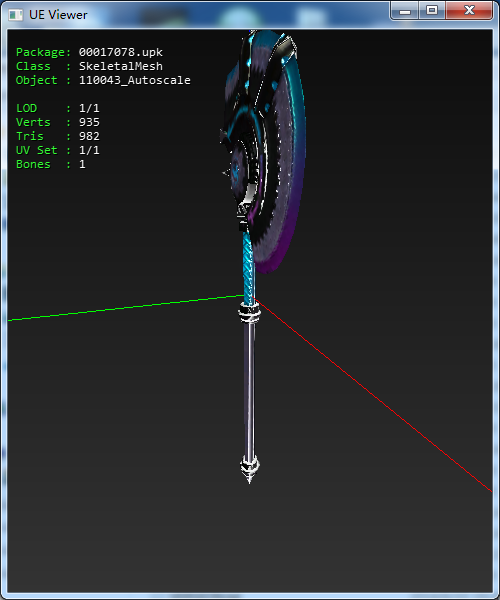 UE Viewer
Package: 00017078.upk
Class : SkeletalMesh
Object : 110043_Autoscale
LOD : 1/1
Verts : 935
Tris : 982
UV Set : 1/1
Bones : 1